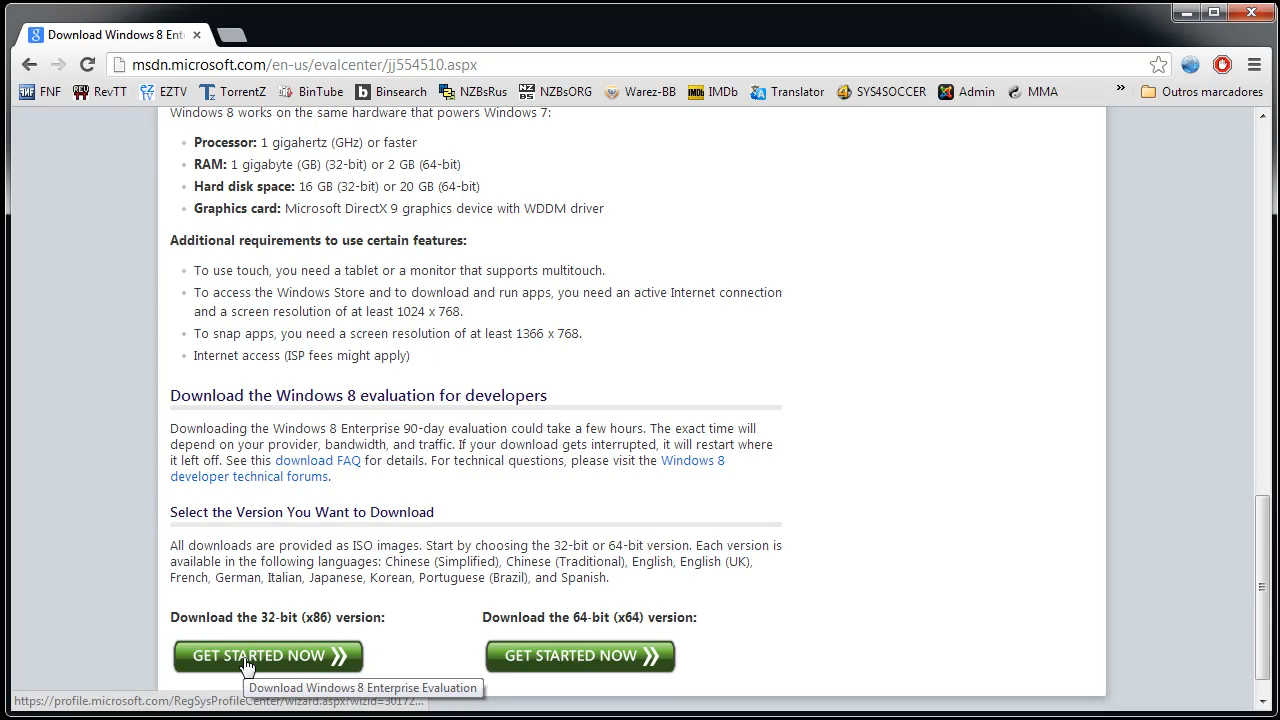 Download Windows 8 Ent
msdn.microsoft.com/en-us/evalcenter/jj554510.aspx
FNF RevTT EZTV TorrentZ BinTube Binsearch NZBsRus NZBsORG Warez-BB IMDb Translator SYS4SOCCER Admin MMA » Outros marcadores
Windows 8 works on the same hardware that powers Windows 7:
Processor: 1 gigahertz (GHz) or faster
RAM: 1 gigabyte (GB) (32-bit) or 2 GB (64-bit)
Hard disk space: 16 GB (32-bit) or 20 GB (64-bit)
Graphics card: Microsoft DirectX 9 graphics device with WDDM driver
Additional requirements to use certain features:
To use touch, you need a tablet or a monitor that supports multitouch.
To access the Windows Store and to download and run apps, you need an active Internet connection
and a screen resolution of at least 1024 x 768.
To snap apps, you need a screen resolution of at least 1366 x 768.
Internet access (ISP fees might apply)
Download the Windows 8 evaluation for developers
Downloading the Windows 8 Enterprise 90-day evaluation could take a few hours. The exact time will
depend on your provider, bandwidth, and traffic. If your download gets interrupted, it will restart where
it left off. See this download FAQ for details. For technical questions, please visit the Windows 8
developer technical forums.
Select the Version You Want to Download
All downloads are provided as ISO images. Start by choosing the 32-bit or 64-bit version. Each version is
available in the following languages: Chinese (Simplified), Chinese (Traditional), English, English (UK),
French, German, Italian, Japanese, Korean, Portuguese (Brazil), and Spanish.
Download the 32-bit (x86) version: Download the 64-bit (x64) version:
GET STARTED NOW GET STARTED NOW
Download Windows 8 Enterprise Evaluation
https://profile.microsoft.com/RegSysProfileCenter/wizard.aspx?wizid=30172...